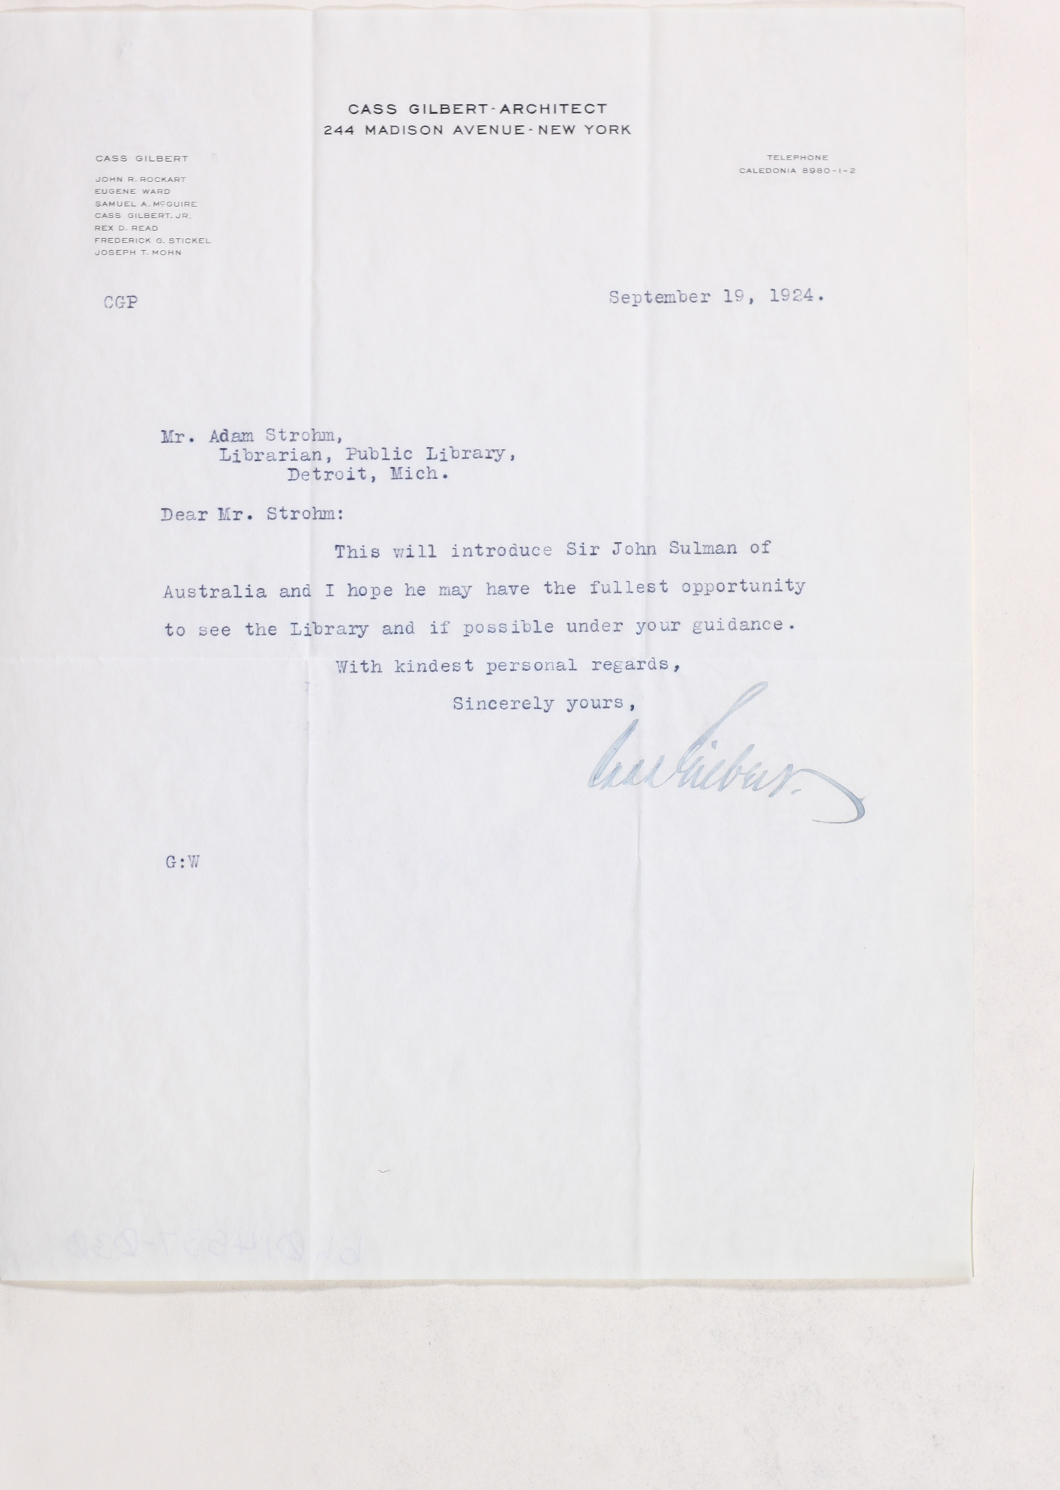 CASS GILBERT-ARCHITECT
244 MADISON AVENUE-NEW YORK
CASS GILBERT
JOHN R. ROCKART
EUGENE WARD
SAMUEL A. McGUIRE
CASS GILBERT, JR.
REX D. READ
FREDERICK G. STICKEL
JOSEPH T. MOHN
TELEPHONE
CALEDONIA 8980-1-2
CGP
September 19, 1924.
Mr. Adam Strohm,
Librarian, Public Library,
Detroit, Mich.
Dear Mr. Strohm:
This will introduce Sir John Sulman of
Australia and I hope he may have the fullest opportunity
to see the Library and if possible under your guidance.
With kindest personal regards,
Sincerely yours,
Cass Gilbert.
G:W